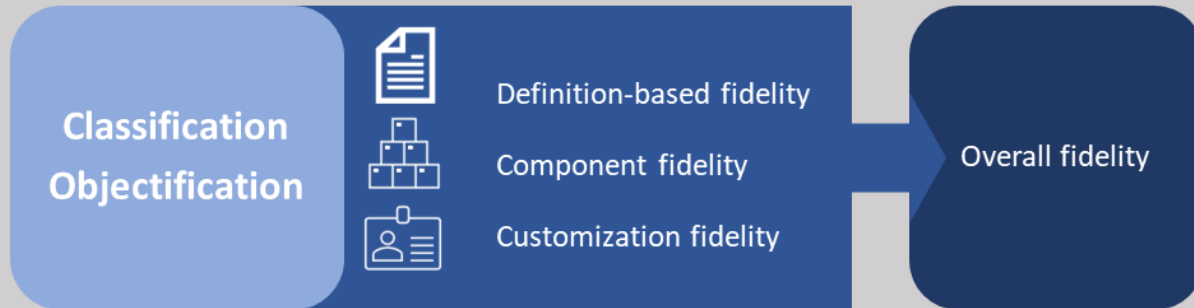 Classification
Objectification
Definition-based fidelity
Component fidelity
Customization fidelity
Overall fidelity